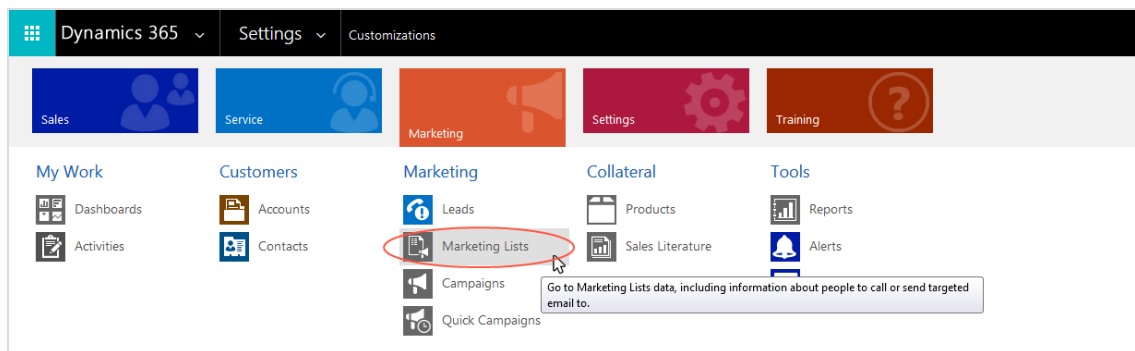 Dynamics 365 Settings Customizations
Sales Service Marketing Settings Training
?
My Work Customers Marketing Collateral Tools
Dashboards Accounts Leads Products Reports
Activities Contacts Marketing Lists Sales Literature Alerts
Campaigns
Go to Marketing Lists data, including information about people to call or send targeted
email to.
Quick Campaigns